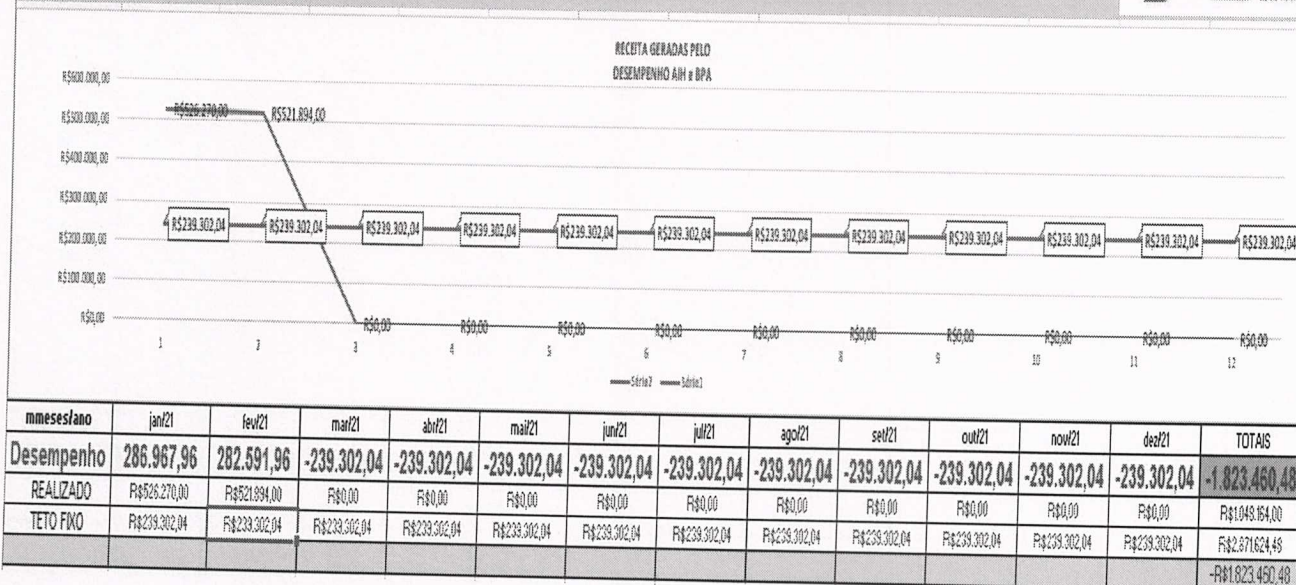 RECEITA GERADAS PELO
DESEMPENHO AIH e BPA
R$600.000,00
R$500.000,00
R$400.000,00
R$300.000,00
R$200.000,00
R$100.000,00
R$0,00
R$526.270,00 R$521.894,00
R$239.302,04 R$239.302,04 R$239.302,04 R$239.302,04 R$239.302,04 R$239.302,04 R$239.302,04 R$239.302,04 R$239.302,04 R$239.302,04 R$239.302,04 R$239.302,04
R$0,00 R$0,00 R$0,00 R$0,00 R$0,00 R$0,00 R$0,00 R$0,00 R$0,00 R$0,00
1 2 3 4 5 6 7 8 9 10 11 12
Série2 Série1
mmeses/ano jan/21 fev/21 mar/21 abr/21 mai/21 jun/21 jul/21 ago/21 set/21 out/21 nov/21 dez/21 TOTAIS
Desempenho 286.967,96 282.591,96 -239.302,04 -239.302,04 -239.302,04 -239.302,04 -239.302,04 -239.302,04 -239.302,04 -239.302,04 -239.302,04 -239.302,04 -1.823.460,48
REALIZADO R$526.270,00 R$521.894,00 R$0,00 R$0,00 R$0,00 R$0,00 R$0,00 R$0,00 R$0,00 R$0,00 R$0,00 R$0,00 R$1.048.164,00
TETO FIXO R$239.302,04 R$239.302,04 R$239.302,04 R$239.302,04 R$239.302,04 R$239.302,04 R$239.302,04 R$239.302,04 R$239.302,04 R$239.302,04 R$239.302,04 R$239.302,04 R$2.871.624,48
-R$1.823.460,48